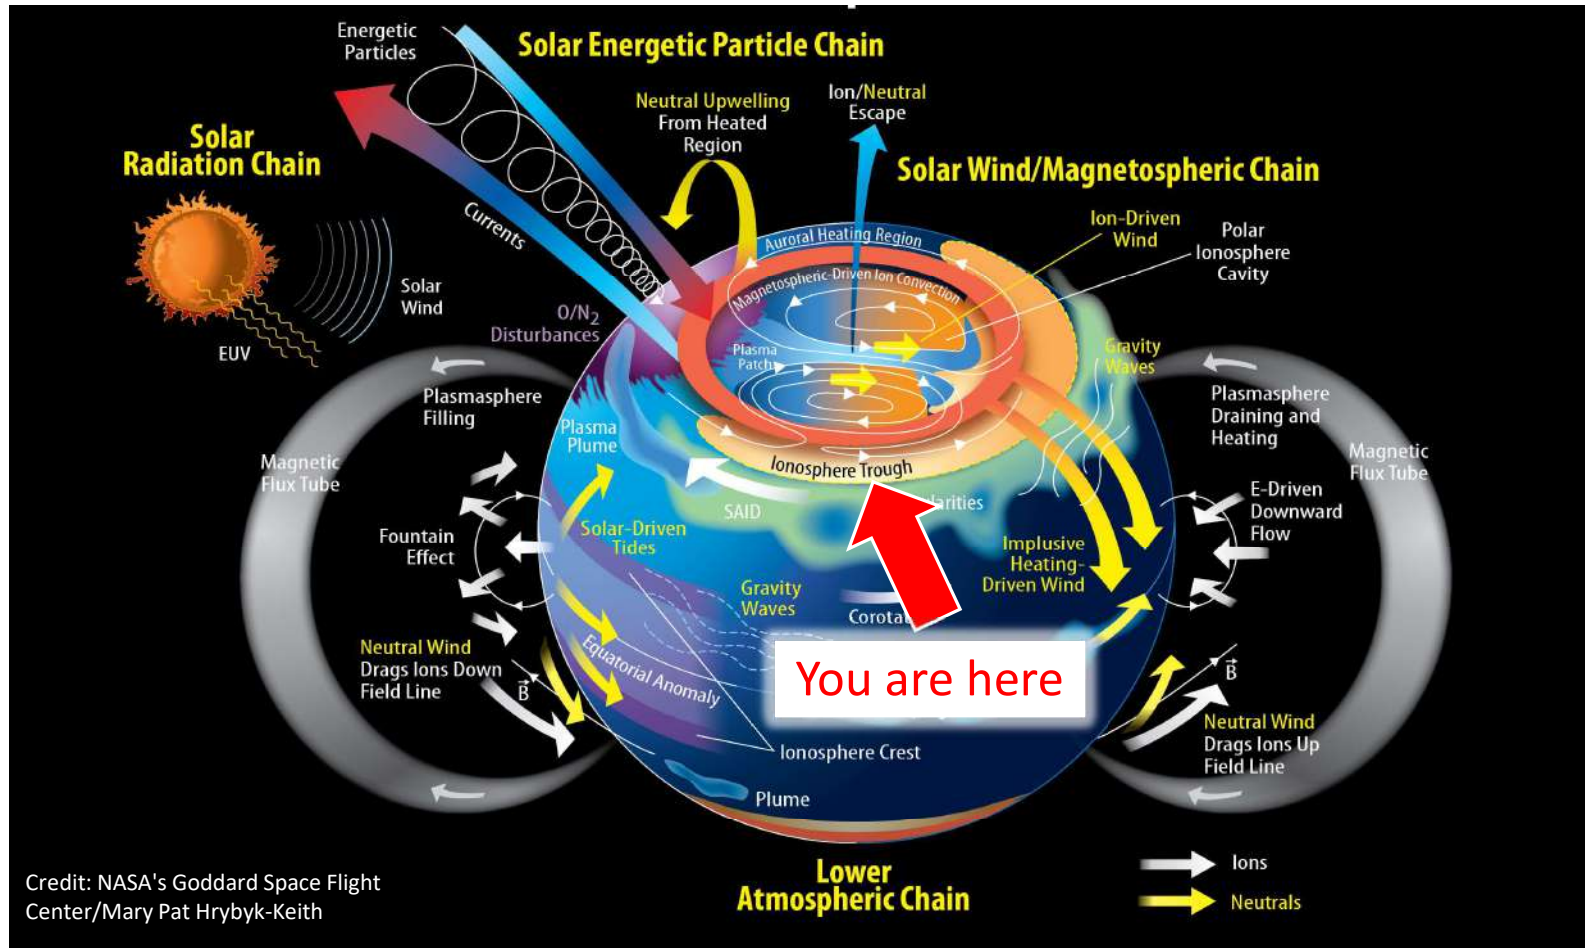 Energetic
Particles
Solar Energetic Particle Chain
Neutral Upwelling
From Heated
Region
Ion/Neutral
Escape
Solar
Radiation Chain
Solar Wind/Magnetospheric Chain
Currents
Ion-Driven
Wind
Polar
Ionosphere
Cavity
Auroral Heating Region
Magnetospheric-Driven Ion Convection
Solar
Wind
EUV
O/N2
Disturbances
Plasma
Patch
Gravity
Waves
Plasmasphere
Filling
Plasma
Plume
Plasmasphere
Draining and
Heating
Magnetic
Flux Tube
Magnetic
Flux Tube
Ionosphere Trough
SAID
E-Driven
Downward
Flow
Fountain
Effect
Solar-Driven
Tides
Implusive
Heating-
Driven Wind
Gravity
Waves
Neutral Wind
Drags Ions Down
Field Line
B
Equatorial Anomaly
You are here
B
Neutral Wind
Drags Ions Up
Field Line
Ionosphere Crest
Plume
Lower
Atmospheric Chain
Ions
Neutrals
Credit: NASA's Goddard Space Flight
Center/Mary Pat Hrybyk-Keith